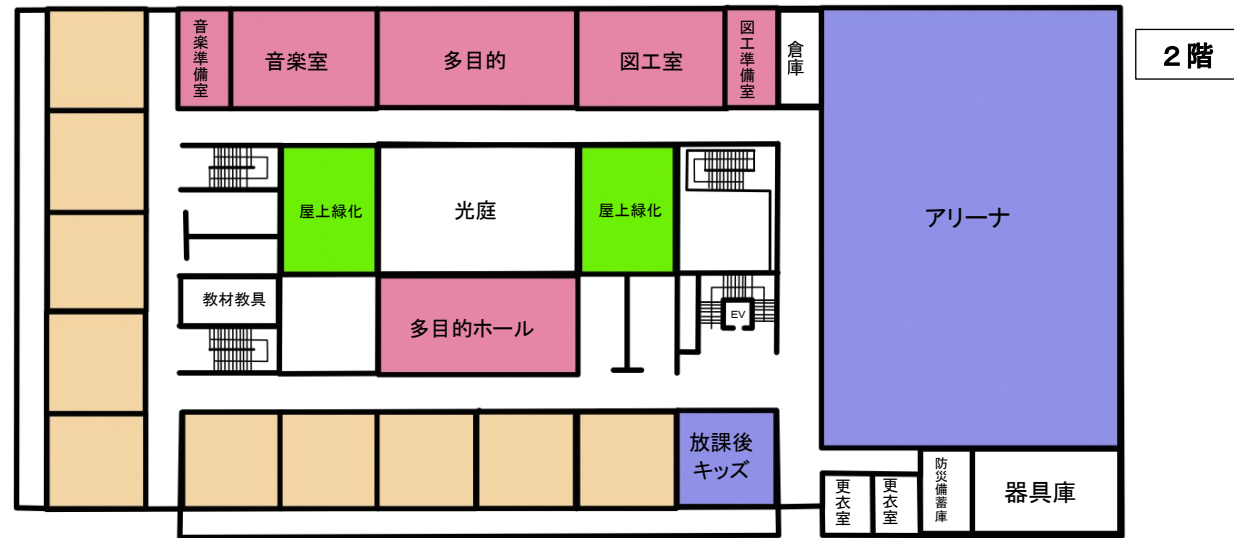 ２階
音楽準備室
音楽室
多目的
図工室
図工準備室
倉庫
屋上緑化
光庭
屋上緑化
アリーナ
教材教具
多目的ホール
EV
放課後
キッズ
更衣室
更衣室
防災備蓄庫
器具庫